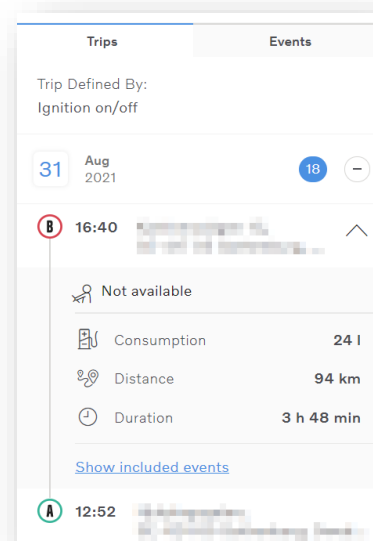 Trips Events
Trip Defined By:
Ignition on/off
31 Aug 2021 18
B 16:40
Not available
Consumption 24 l
Distance 94 km
Duration 3 h 48 min
Show included events
A 12:52